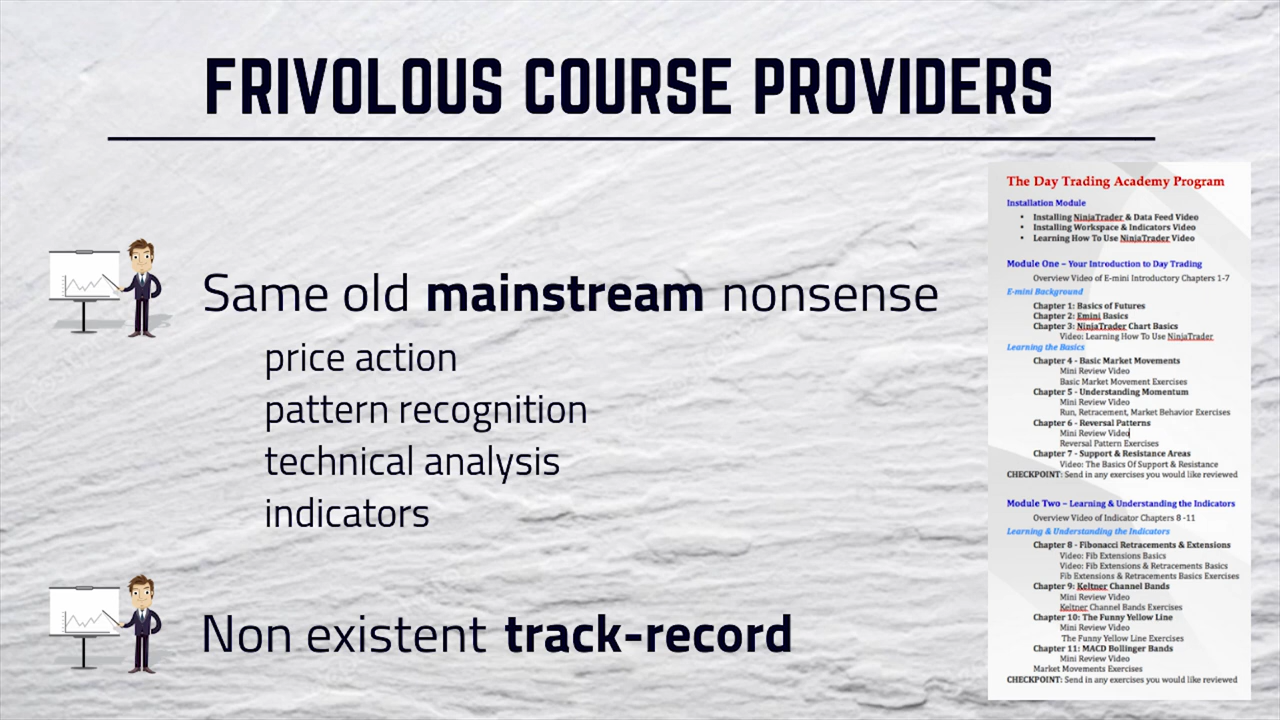 FRIVOLOUS COURSE PROVIDERS
Same old mainstream nonsense
price action
pattern recognition
technical analysis
indicators
Non existent track-record
The Day Trading Academy Program
Installation Module
• Installing NinjaTrader & Data Feed Video
• Installing Workspace & Indicators Video
• Learning How To Use NinjaTrader Video
Module One – Your Introduction to Day Trading
Overview Video of E-mini Introductory Chapters 1-7
E-mini Background
Chapter 1: Basics of Futures
Chapter 2: Emini Basics
Chapter 3: NinjaTrader Chart Basics
Video: Learning How To Use NinjaTrader
Learning the Basics
Chapter 4 - Basic Market Movements
Mini Review Video
Basic Market Movement Exercises
Chapter 5 - Understanding Momentum
Mini Review Video
Run, Retracement, Market Behavior Exercises
Chapter 6 - Reversal Patterns
Mini Review Video
Reversal Pattern Exercises
Chapter 7 - Support & Resistance Areas
Video: The Basics Of Support & Resistance
CHECKPOINT: Send in any exercises you would like reviewed
Module Two – Learning & Understanding the Indicators
Overview Video of Indicator Chapters 8 -11
Learning & Understanding the Indicators
Chapter 8 - Fibonacci Retracements & Extensions
Video: Fib Extensions Basics
Video: Fib Extensions & Retracements Basics
Fib Extensions & Retracements Basics Exercises
Chapter 9: Keltner Channel Bands
Mini Review Video
Keltner Channel Bands Exercises
Chapter 10: The Funny Yellow Line
Mini Review Video
The Funny Yellow Line Exercises
Chapter 11: MACD Bollinger Bands
Mini Review Video
Market Movements Exercises
CHECKPOINT: Send in any exercises you would like reviewed